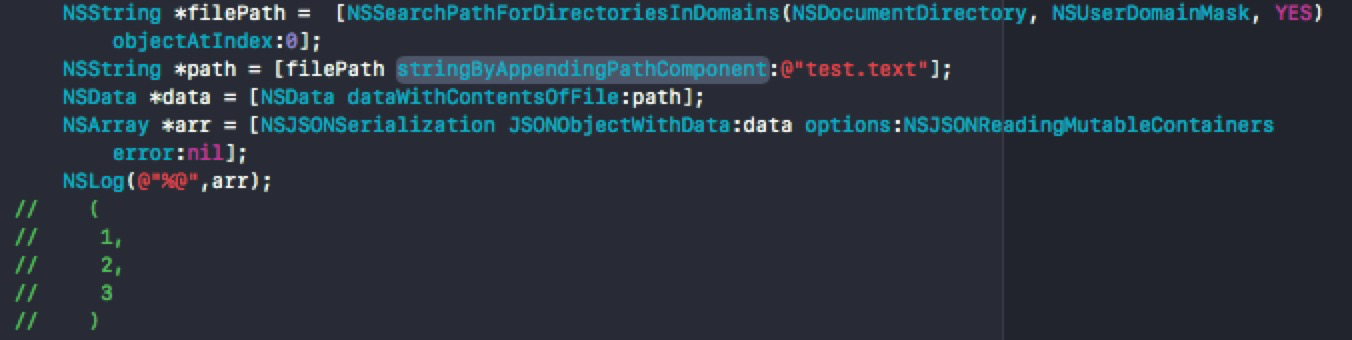 NSString *filePath =  [NSSearchPathForDirectoriesInDomains(NSDocumentDirectory, NSUserDomainMask, YES)
objectAtIndex:0];
NSString *path = [filePath stringByAppendingPathComponent:@"test.text"];
NSData *data = [NSData dataWithContentsOfFile:path];
NSArray *arr = [NSJSONSerialization JSONObjectWithData:data options:NSJSONReadingMutableContainers
error:nil];
NSLog(@"%@",arr);
//    (
//     1,
//     2,
//     3
//    )